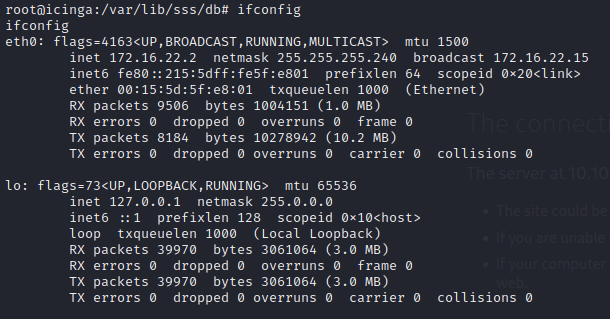 root@icinga:/var/lib/sss/db# ifconfig
ifconfig
eth0: flags=4163<UP,BROADCAST,RUNNING,MULTICAST>  mtu 1500
        inet 172.16.22.2  netmask 255.255.255.240  broadcast 172.16.22.15
        inet6 fe80::215:5dff:fe5f:e801  prefixlen 64  scopeid 0×20<link>
        ether 00:15:5d:5f:e8:01  txqueuelen 1000  (Ethernet)
        RX packets 9506  bytes 1004151 (1.0 MB)
        RX errors 0  dropped 0  overruns 0  frame 0
        TX packets 8184  bytes 10278942 (10.2 MB)
        TX errors 0  dropped 0 overruns 0  carrier 0  collisions 0
The connect
The server at 10.10
lo: flags=73<UP,LOOPBACK,RUNNING>  mtu 65536
        inet 127.0.0.1  netmask 255.0.0.0
        inet6 ::1  prefixlen 128  scopeid 0×10<host>
        loop  txqueuelen 1000  (Local Loopback)
        RX packets 39970  bytes 3061064 (3.0 MB)
        RX errors 0  dropped 0  overruns 0  frame 0
        TX packets 39970  bytes 3061064 (3.0 MB)
        TX errors 0  dropped 0 overruns 0  carrier 0  collisions 0
The site could be
If you are unable
If your computer
web,